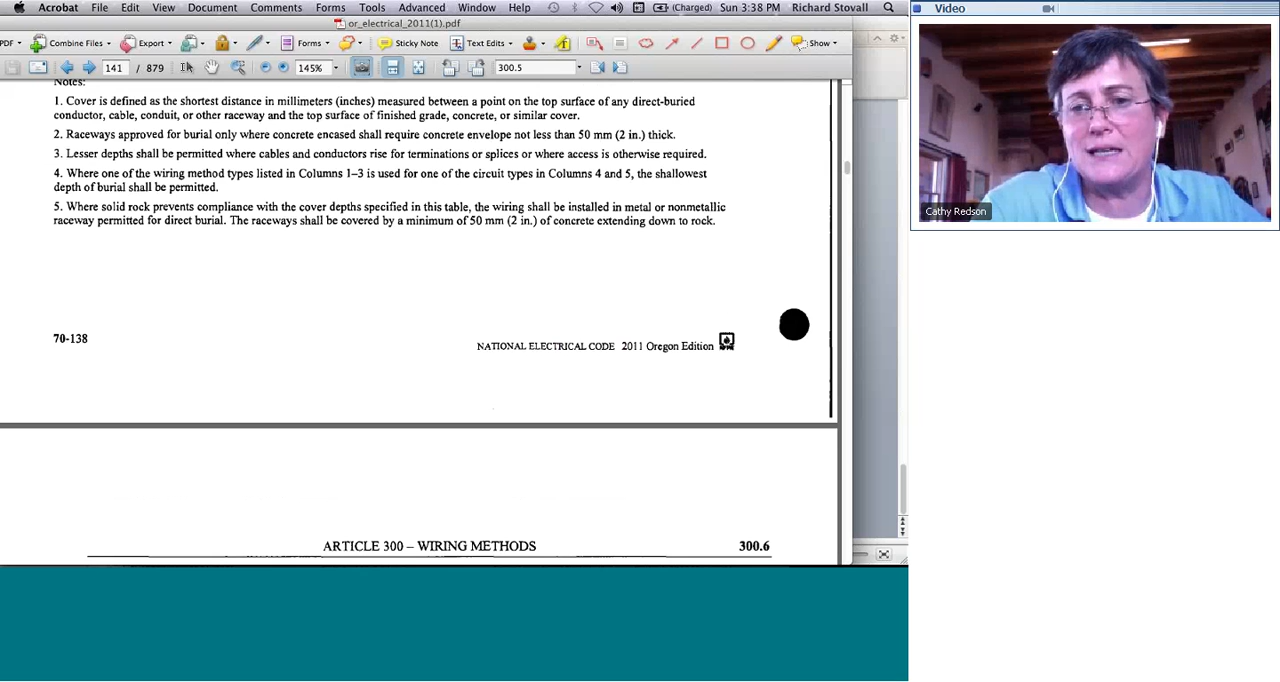 Acrobat File Edit View Document Comments Forms Tools Advanced Window Help (Charged) Sun 3:38 PM Richard Stovall
or_electrical_2011(1).pdf
PDF Combine Files Export Forms Sticky Note Text Edits Show
141 / 879 145% 300.5
Notes:
1. Cover is defined as the shortest distance in millimeters (inches) measured between a point on the top surface of any direct-buried
conductor, cable, conduit, or other raceway and the top surface of finished grade, concrete, or similar cover.
2. Raceways approved for burial only where concrete encased shall require concrete envelope not less than 50 mm (2 in.) thick.
3. Lesser depths shall be permitted where cables and conductors rise for terminations or splices or where access is otherwise required.
4. Where one of the wiring method types listed in Columns 1–3 is used for one of the circuit types in Columns 4 and 5, the shallowest
depth of burial shall be permitted.
5. Where solid rock prevents compliance with the cover depths specified in this table, the wiring shall be installed in metal or nonmetallic
raceway permitted for direct burial. The raceways shall be covered by a minimum of 50 mm (2 in.) of concrete extending down to rock.
70-138
NATIONAL ELECTRICAL CODE 2011 Oregon Edition
ARTICLE 300 – WIRING METHODS 300.6
Video
Cathy Redson